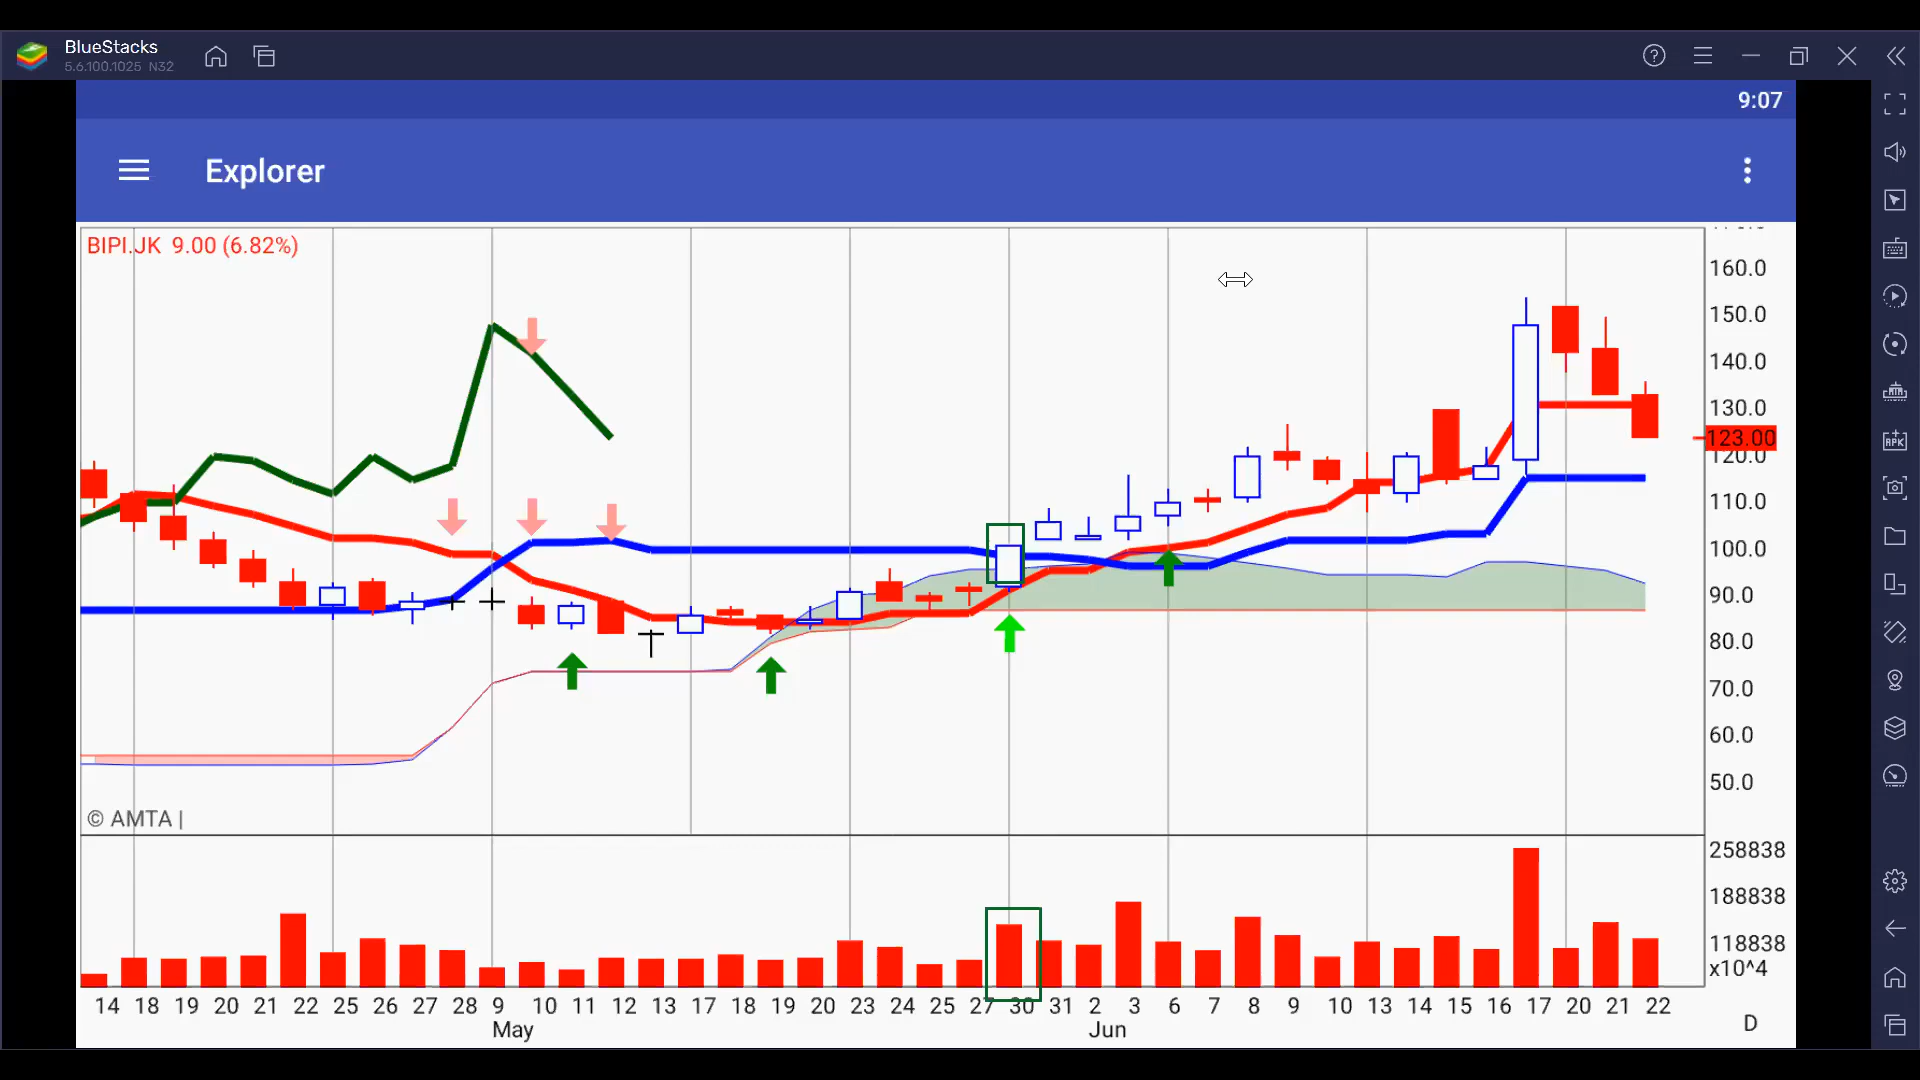 BlueStacks
5.6.100.1025 N32
9:07
Explorer
BIPI.JK 9.00 (6.82%)
160.0
150.0
140.0
130.0
123.00
120.0
110.0
100.0
90.0
80.0
70.0
60.0
50.0
© AMTA |
258838
188838
118838
x10^4
14 18 19 20 21 22 25 26 27 28 9 10 11 12 13 17 18 19 20 23 24 25 27 30 31 2 3 6 7 8 9 10 13 14 15 16 17 20 21 22
May Jun D